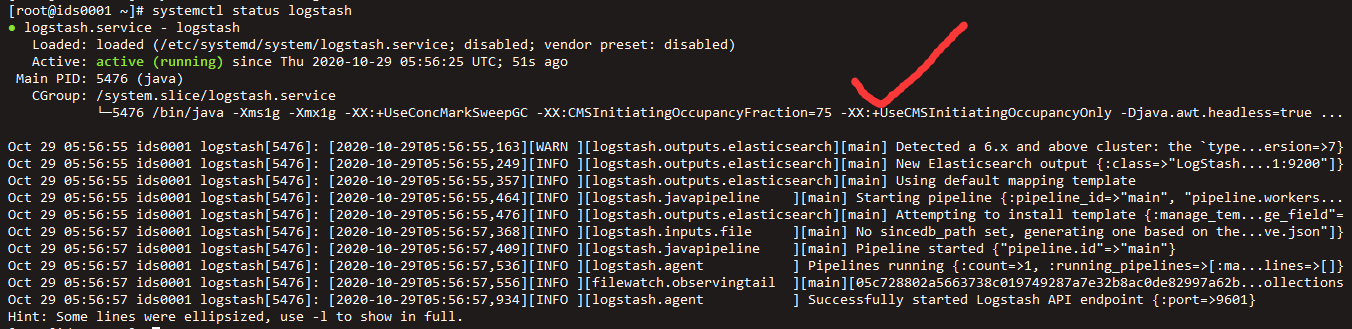 [root@ids0001 ~]# systemctl status logstash
● logstash.service - logstash
   Loaded: loaded (/etc/systemd/system/logstash.service; disabled; vendor preset: disabled)
   Active: active (running) since Thu 2020-10-29 05:56:25 UTC; 51s ago
 Main PID: 5476 (java)
   CGroup: /system.slice/logstash.service
           └─5476 /bin/java -Xms1g -Xmx1g -XX:+UseConcMarkSweepGC -XX:CMSInitiatingOccupancyFraction=75 -XX:+UseCMSInitiatingOccupancyOnly -Djava.awt.headless=true ...
Oct 29 05:56:55 ids0001 logstash[5476]: [2020-10-29T05:56:55,163][WARN ][logstash.outputs.elasticsearch][main] Detected a 6.x and above cluster: the `type...ersion=>7}
Oct 29 05:56:55 ids0001 logstash[5476]: [2020-10-29T05:56:55,249][INFO ][logstash.outputs.elasticsearch][main] New Elasticsearch output {:class=>"LogStash....1:9200"]}
Oct 29 05:56:55 ids0001 logstash[5476]: [2020-10-29T05:56:55,357][INFO ][logstash.outputs.elasticsearch][main] Using default mapping template
Oct 29 05:56:55 ids0001 logstash[5476]: [2020-10-29T05:56:55,464][INFO ][logstash.javapipeline    ][main] Starting pipeline {:pipeline_id=>"main", "pipeline.workers...
Oct 29 05:56:55 ids0001 logstash[5476]: [2020-10-29T05:56:55,476][INFO ][logstash.outputs.elasticsearch][main] Attempting to install template {:manage_tem...ge_field"=
Oct 29 05:56:57 ids0001 logstash[5476]: [2020-10-29T05:56:57,368][INFO ][logstash.inputs.file     ][main] No sincedb_path set, generating one based on the...ve.json"]}
Oct 29 05:56:57 ids0001 logstash[5476]: [2020-10-29T05:56:57,409][INFO ][logstash.javapipeline    ][main] Pipeline started {"pipeline.id"=>"main"}
Oct 29 05:56:57 ids0001 logstash[5476]: [2020-10-29T05:56:57,536][INFO ][logstash.agent           ] Pipelines running {:count=>1, :running_pipelines=>[:ma...lines=>[]}
Oct 29 05:56:57 ids0001 logstash[5476]: [2020-10-29T05:56:57,556][INFO ][filewatch.observingtail  ][main][05c728802a5663738c019749287a7e32b8ac0de82997a62b...ollections
Oct 29 05:56:57 ids0001 logstash[5476]: [2020-10-29T05:56:57,934][INFO ][logstash.agent           ] Successfully started Logstash API endpoint {:port=>9601}
Hint: Some lines were ellipsized, use -l to show in full.